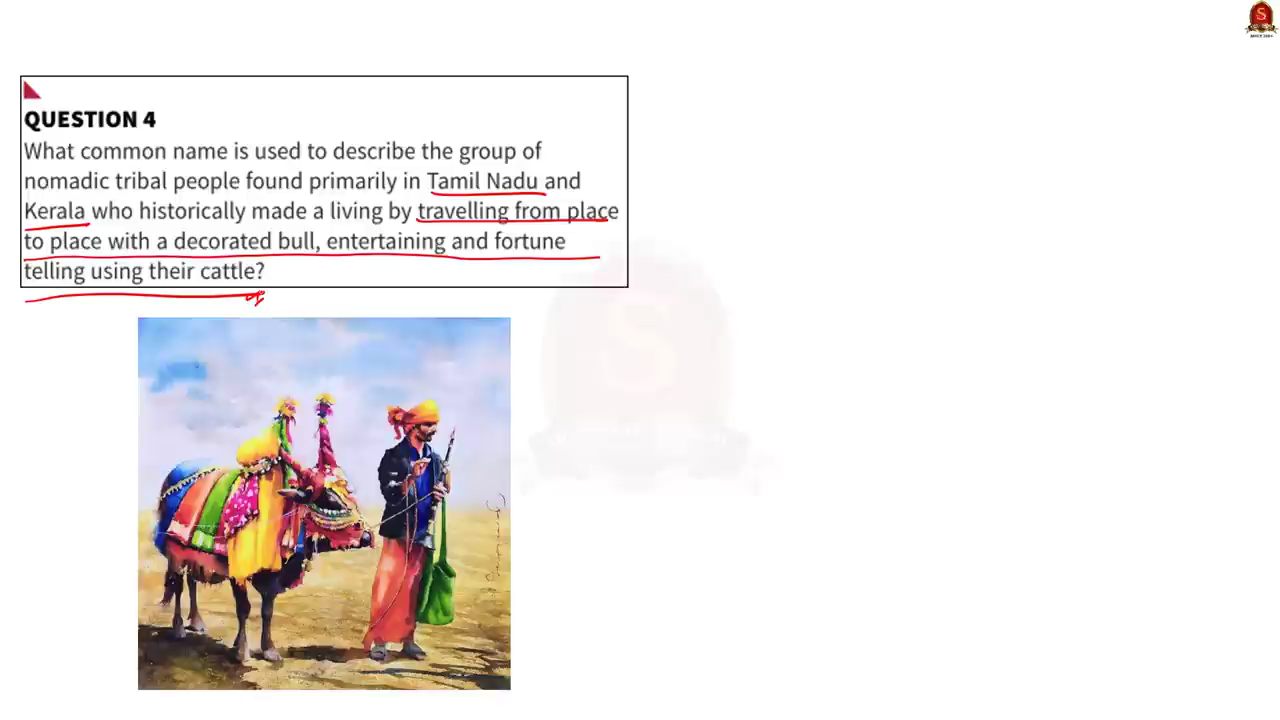 QUESTION 4
What common name is used to describe the group of
nomadic tribal people found primarily in Tamil Nadu and
Kerala who historically made a living by travelling from place
to place with a decorated bull, entertaining and fortune
telling using their cattle?
S